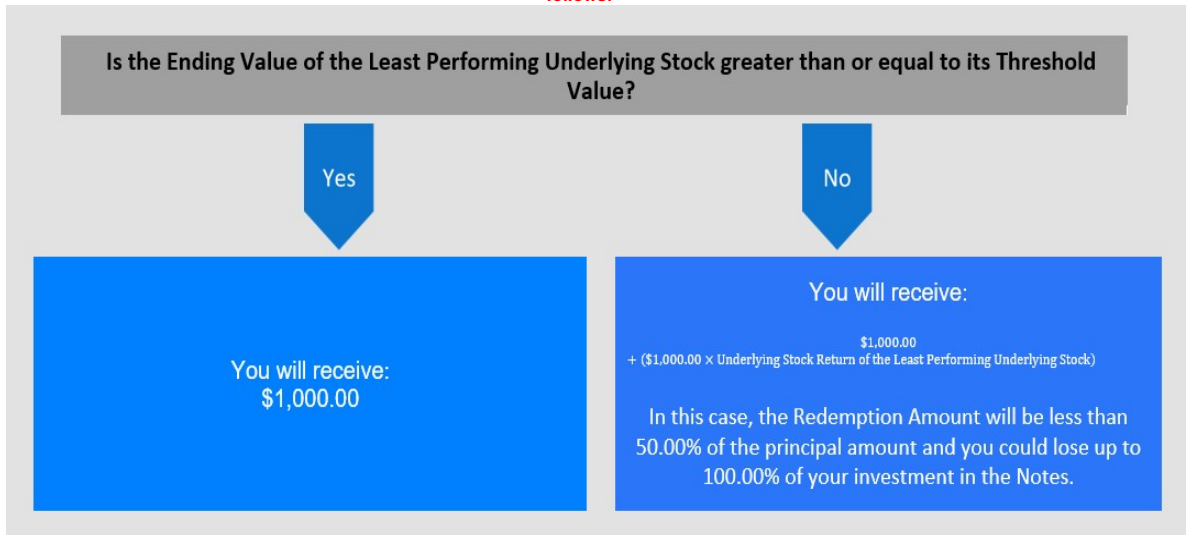 Is the Ending Value of the Least Performing Underlying Stock greater than or equal to its Threshold
Value?
Yes
No
You will receive:
$1,000.00
You will receive:
$1,000.00
+ ($1,000.00 × Underlying Stock Return of the Least Performing Underlying Stock)
In this case, the Redemption Amount will be less than
50.00% of the principal amount and you could lose up to
100.00% of your investment in the Notes.